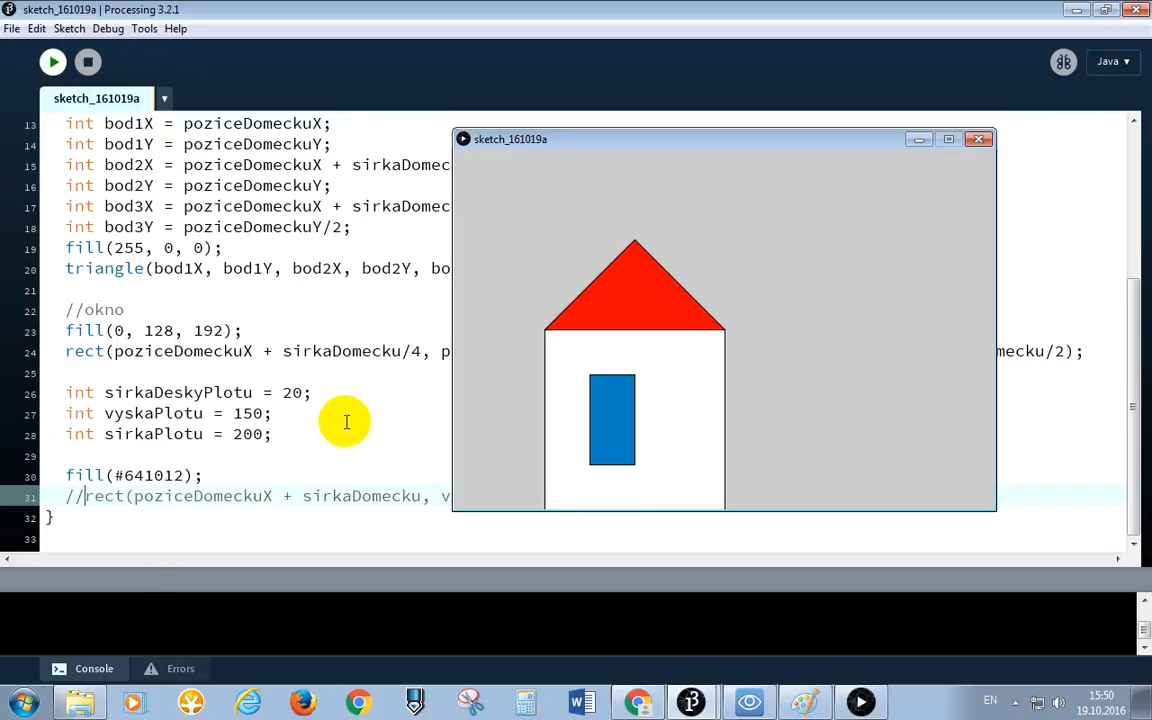 sketch_161019a | Processing 3.2.1
File Edit Sketch Debug Tools Help
Java ▾
sketch_161019a ▾
13 int bod1X = poziceDomeckuX;
sketch_161019a
14 int bod1Y = poziceDomeckuY;
15 int bod2X = poziceDomeckuX + sirkaDomec
16 int bod2Y = poziceDomeckuY;
17 int bod3X = poziceDomeckuX + sirkaDomec
18 int bod3Y = poziceDomeckuY/2;
19 fill(255, 0, 0);
20 triangle(bod1X, bod1Y, bod2X, bod2Y, bo
21
22 //okno
23 fill(0, 128, 192);
24 rect(poziceDomeckuX + sirkaDomecku/4, p mecku/2);
25
26 int sirkaDeskyPlotu = 20;
27 int vyskaPlotu = 150;
28 int sirkaPlotu = 200;
29
30 fill(#641012);
31 //rect(poziceDomeckuX + sirkaDomecku, v
32 }
33
Console Errors
EN 15:50
19.10.2016